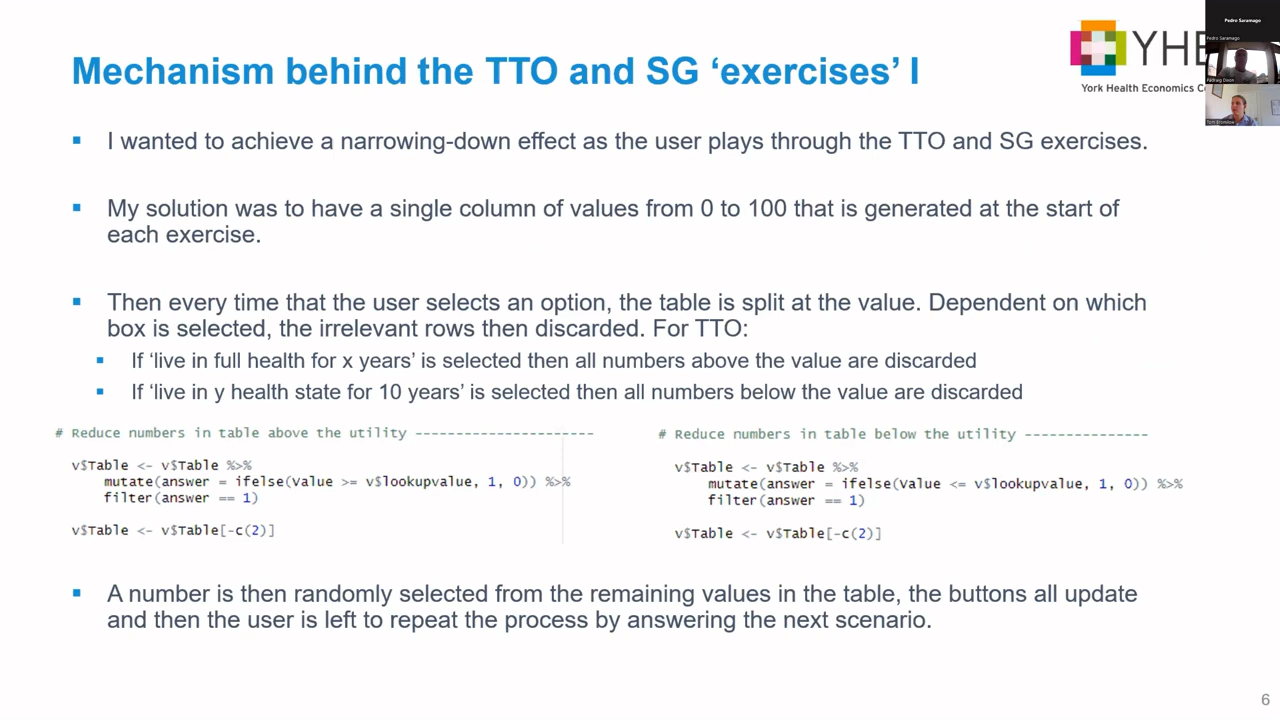 Mechanism behind the TTO and SG ‘exercises’ I
YHE
York Health Economics C
Pedro Saramago
Pedro Saramago
Padraig Dixon
I wanted to achieve a narrowing-down effect as the user plays through the TTO and SG exercises.
My solution was to have a single column of values from 0 to 100 that is generated at the start of
each exercise.
Then every time that the user selects an option, the table is split at the value. Dependent on which
box is selected, the irrelevant rows then discarded. For TTO:
If ‘live in full health for x years’ is selected then all numbers above the value are discarded
If ‘live in y health state for 10 years’ is selected then all numbers below the value are discarded
# Reduce numbers in table above the utility ----------------------
v$Table <- v$Table %>%
mutate(answer = ifelse(value >= v$lookupvalue, 1, 0)) %>%
filter(answer == 1)
v$Table <- v$Table[-c(2)]
# Reduce numbers in table below the utility ---------------
v$Table <- v$Table %>%
mutate(answer = ifelse(value <= v$lookupvalue, 1, 0)) %>%
filter(answer == 1)
v$Table <- v$Table[-c(2)]
A number is then randomly selected from the remaining values in the table, the buttons all update
and then the user is left to repeat the process by answering the next scenario.
6